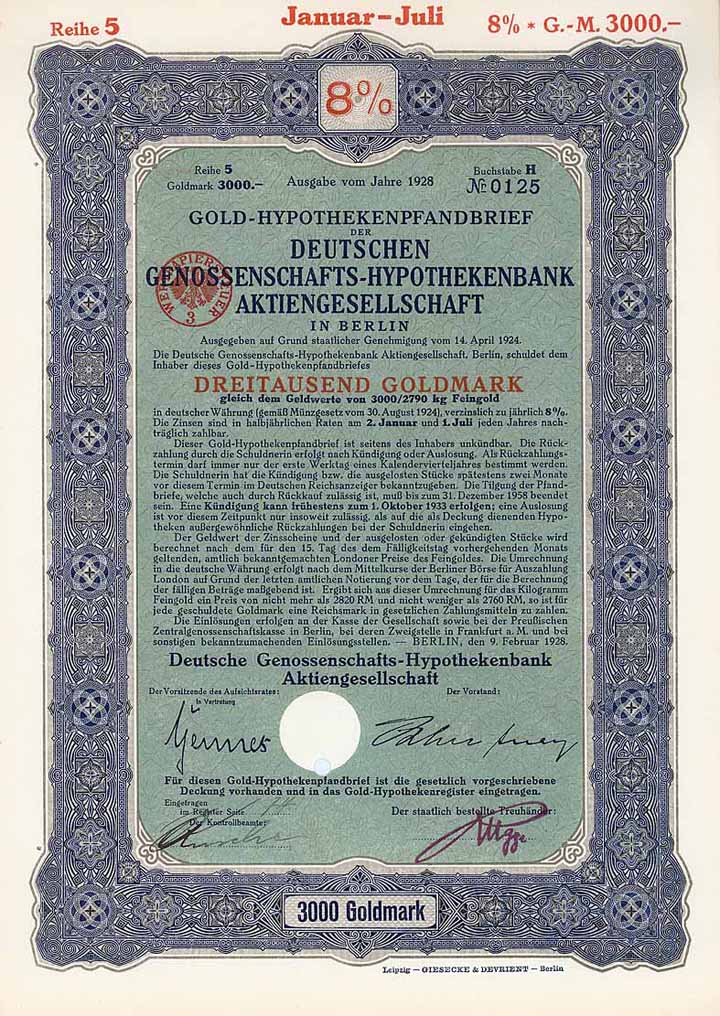 Reihe 5
Januar-Juli
8% * G.-M. 3000.-
8%
Reihe 5
Goldmark 3000.-
Ausgabe vom Jahre 1928
Buchstabe H
№ 0125
GOLD-HYPOTHEKENPFANDBRIEF
DER
DEUTSCHEN
GENOSSENSCHAFTS-HYPOTHEKENBANK
AKTIENGESELLSCHAFT
IN BERLIN
WERTPAPIERSTEUER
3
Ausgegeben auf Grund staatlicher Genehmigung vom 14. April 1924.
Die Deutsche Genossenschafts-Hypothekenbank Aktiengesellschaft, Berlin, schuldet dem
Inhaber dieses Gold-Hypothekenpfandbriefes
DREITAUSEND GOLDMARK
gleich dem Geldwerte von 3000/2790 kg Feingold
in deutscher Währung (gemäß Münzgesetz vom 30. August 1924), verzinslich zu jährlich 8%.
Die Zinsen sind in halbjährlichen Raten am 2. Januar und 1. Juli jeden Jahres nach-
träglich zahlbar.
Dieser Gold-Hypothekenpfandbrief ist seitens des Inhabers unkündbar. Die Rück-
zahlung durch die Schuldnerin erfolgt nach Kündigung oder Auslosung. Als Rückzahlungs-
termin darf immer nur der erste Werktag eines Kalendervierteljahres bestimmt werden.
Die Schuldnerin hat die Kündigung bzw. die ausgelosten Stücke spätestens zwei Monate
vor diesem Termin im Deutschen Reichsanzeiger bekanntzugeben. Die Tilgung der Pfand-
briefe, welche auch durch Rückkauf zulässig ist, muß bis zum 31. Dezember 1958 beendet
sein. Eine Kündigung kann frühestens zum 1. Oktober 1933 erfolgen; eine Auslosung
ist vor diesem Zeitpunkt nur insoweit zulässig, als auf die als Deckung dienenden Hypo-
theken außergewöhnliche Rückzahlungen bei der Schuldnerin eingehen.
Der Geldwert der Zinsscheine und der ausgelosten oder gekündigten Stücke wird
berechnet nach dem für den 15. Tag des dem Fälligkeitstag vorhergehenden Monats
geltenden, amtlich bekanntgemachten Londoner Preise des Feingoldes. Die Umrechnung
in die deutsche Währung erfolgt nach dem Mittelkurse der Berliner Börse für Auszahlung
London auf Grund der letzten amtlichen Notierung vor dem Tage, der für die Berechnung
der fälligen Beträge maßgebend ist. Ergibt sich aus dieser Umrechnung für das Kilogramm
Feingold ein Preis von nicht mehr als 2820 RM und nicht weniger als 2760 RM, so ist für
jede geschuldete Goldmark eine Reichsmark in gesetzlichen Zahlungsmitteln zu zahlen.
Die Einlösungen erfolgen an der Kasse der Gesellschaft sowie bei der Preußischen
Zentralgenossenschaftskasse in Berlin, bei deren Zweigstelle in Frankfurt a. M. und bei
sonstigen bekanntzumachenden Einlösungsstellen. — BERLIN, den 9. Februar 1928.
Deutsche Genossenschafts-Hypothekenbank
Aktiengesellschaft
Der Vorsitzende des Aufsichtsrates:
In Vertretung
Der Vorstand:
Für diesen Gold-Hypothekenpfandbrief ist die gesetzlich vorgeschriebene
Deckung vorhanden und in das Gold-Hypothekenregister eingetragen.
Eingetragen
im Register Seite
Der Kontrollbeamte:
Der staatlich bestellte Treuhänder:
3000 Goldmark
Leipzig — GIESECKE & DEVRIENT — Berlin